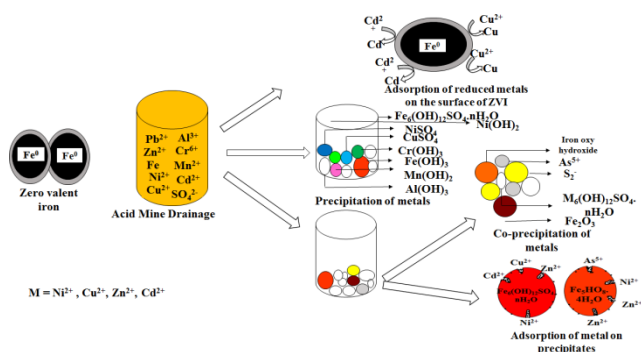 Fe⁰
Fe⁰
Zero valent
iron
Pb²⁺ Al³⁺
Zn²⁺ Cr⁶⁺
Fe Mn²⁺
Ni²⁺ Cd²⁺
Cu²⁺ SO₄²⁻
Acid Mine Drainage
M = Ni²⁺ , Cu²⁺, Zn²⁺, Cd²⁺
Cd²⁺
Cd
Cd²⁺
Cd
Fe⁰
Cu²⁺
Cu
Cu²⁺
Cu
Adsorption of reduced metals
on the surface of ZVI
Fe₆(OH)₁₂SO₄.nH₂O
Ni(OH)₂
NiSO₄
CuSO₄
Cr(OH)₃
Fe(OH)₃
Mn(OH)₂
Al(OH)₃
Precipitation of metals
Iron oxy
hydroxide
As⁵⁺
S₂⁻
M₆(OH)₁₂SO₄.
nH₂O
Fe₂O₃
Co-precipitation of
metals
Cu²⁺
Zn²⁺
Cd²⁺
Fe₆(OH)₁₂SO₄.
nH₂O
Ni²⁺
As⁵⁺
Ni²⁺
Fe₅HO₈.
4H₂O
Zn²⁺
Zn²⁺
Adsorption of metal on
precipitates